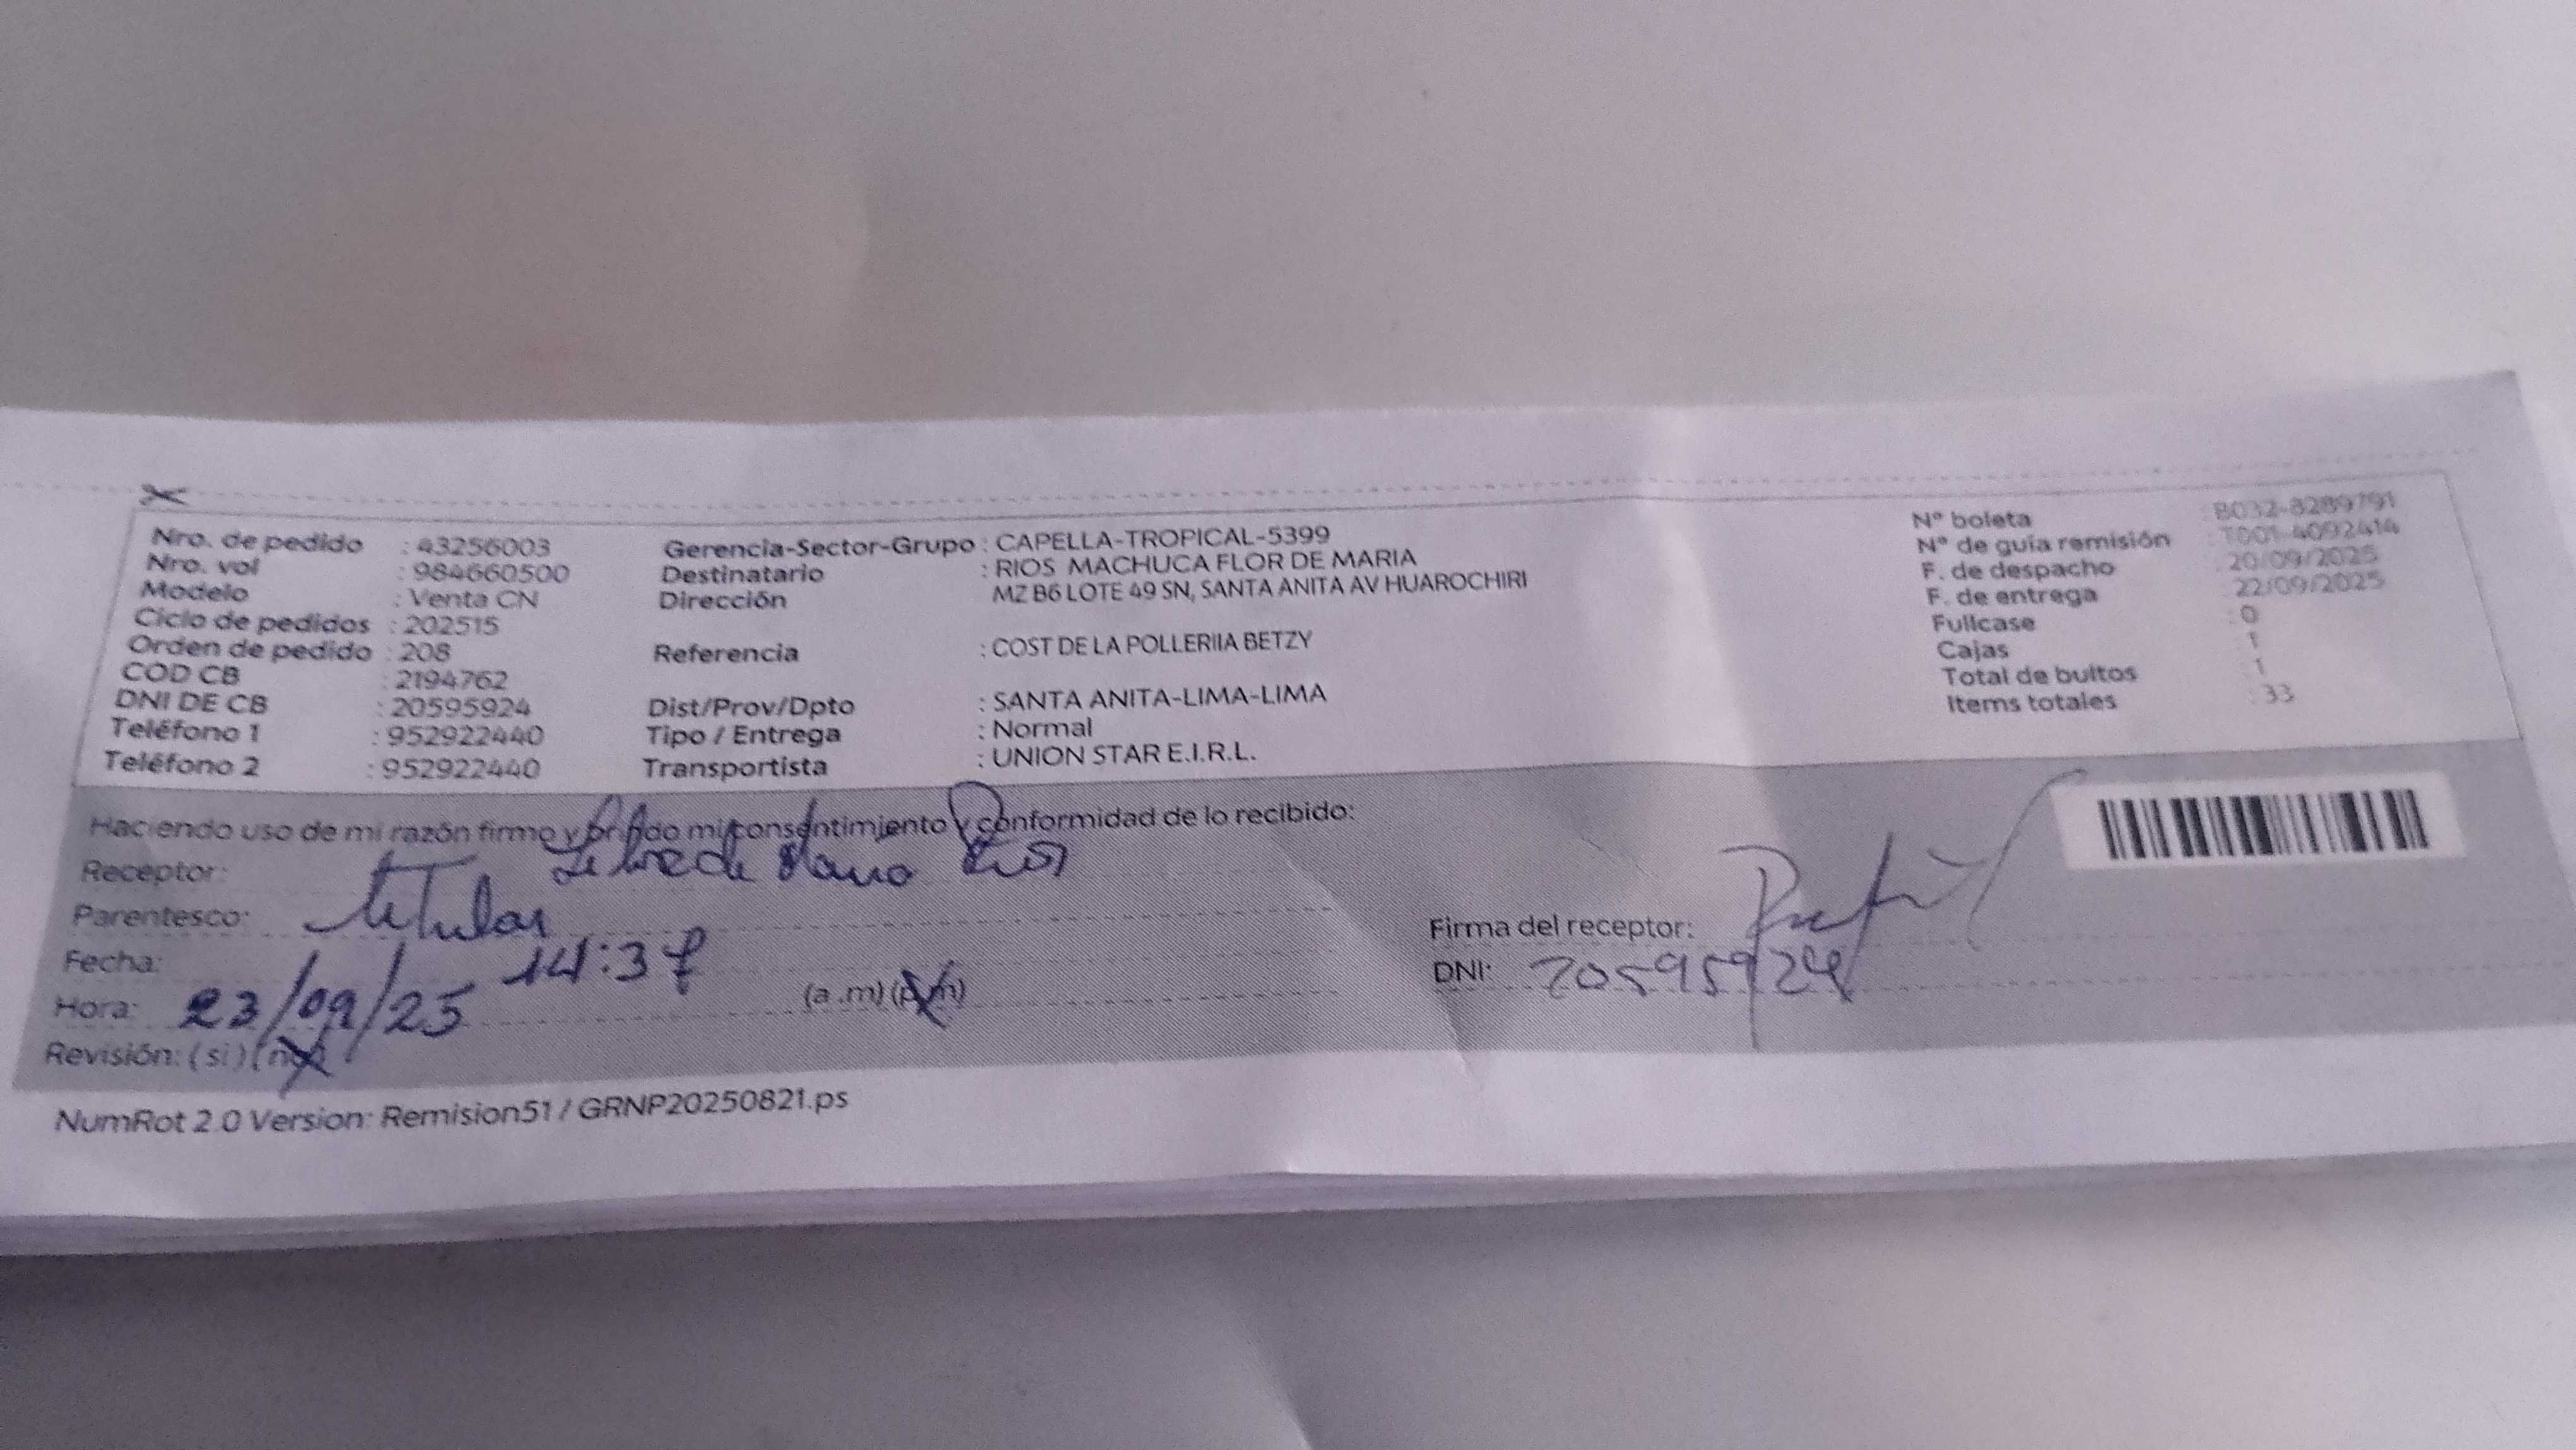 Nro. de pedido : 43256003
Nro. vol : 984660500
Modelo : Venta CN
Ciclo de pedidos : 202515
Orden de pedido : 208
COD CB : 2194762
DNI DE CB : 20595924
Teléfono 1 : 952922440
Teléfono 2 : 952922440
Gerencia-Sector-Grupo : CAPELLA-TROPICAL-5399
Destinatario : RIOS MACHUCA FLOR DE MARIA
Dirección MZ B6 LOTE 49 SN, SANTA ANITA AV HUAROCHIRI
Referencia : COST DE LA POLLERIIA BETZY
Dist/Prov/Dpto : SANTA ANITA-LIMA-LIMA
Tipo / Entrega : Normal
Transportista : UNION STAR E.I.R.L.
N° boleta : B032-8289791
N° de guía remisión : T001-4092414
F. de despacho : 20/09/2025
F. de entrega : 22/09/2025
Fullcase : 0
Cajas : 1
Total de bultos : 1
Items totales : 33
Haciendo uso de mi razón firmo y brindo mi consentimiento y conformidad de lo recibido:
Receptor:
Parentesco: titular
Fecha: 14:37
Hora: 23/09/25 (a .m) (p.m)
Revisión: ( si ) ( no )
Firma del receptor:
DNI: 20595924
NumRot 2.0 Version: Remision51 / GRNP20250821.ps